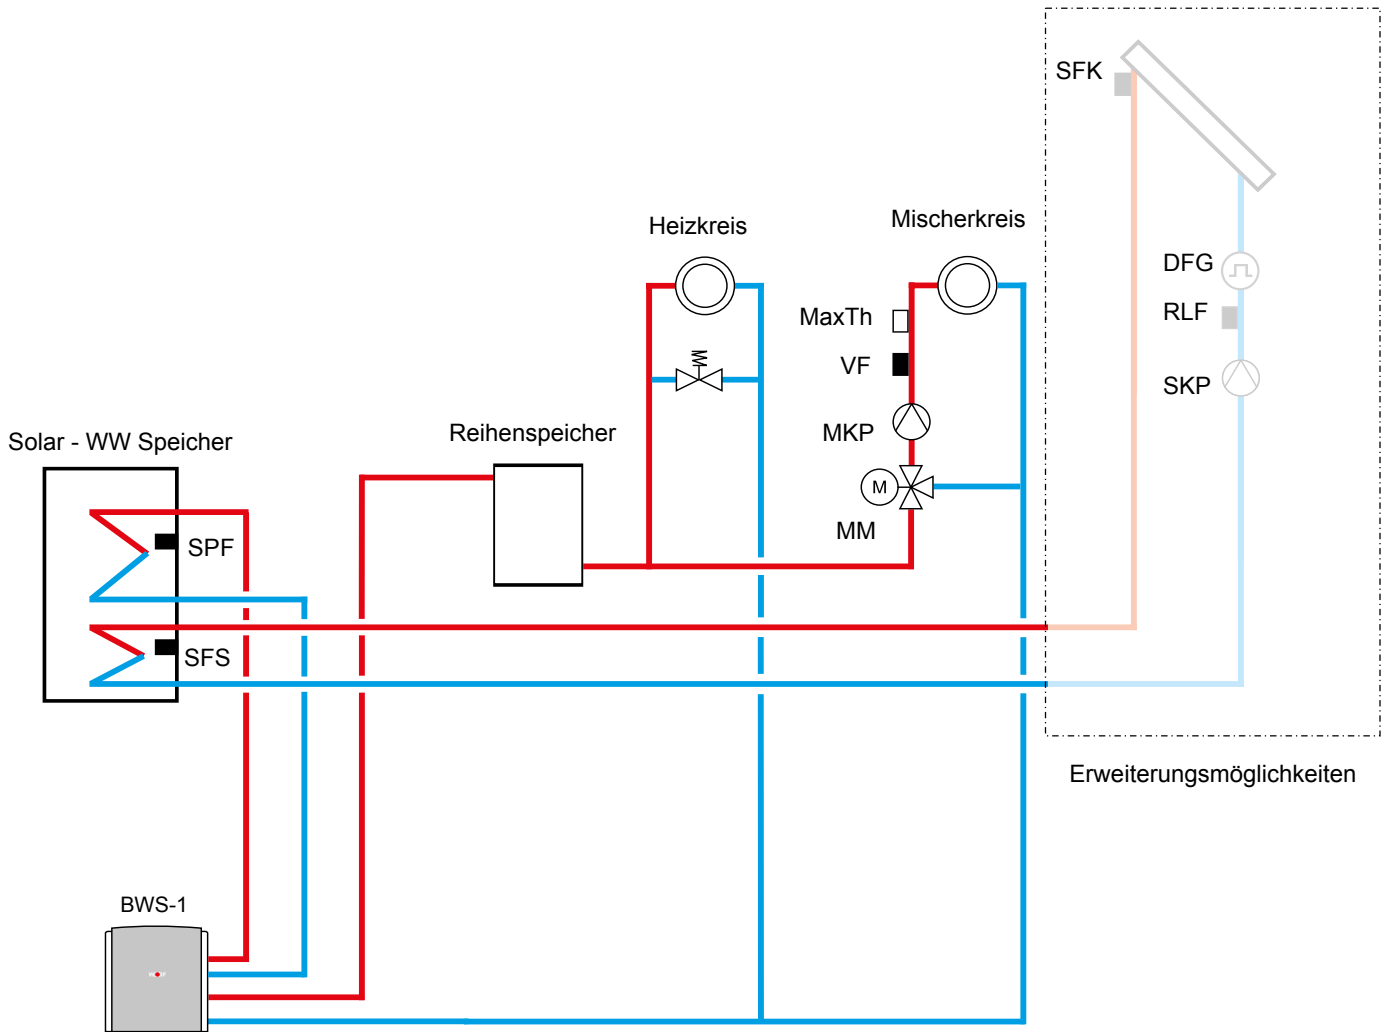 SFK
Heizkreis
Mischerkreis
DFG
MaxTh
RLF
VF
SKP
MKP
Reihenspeicher
Solar - WW Speicher
M
MM
SPF
SFS
Erweiterungsmöglichkeiten
BWS-1